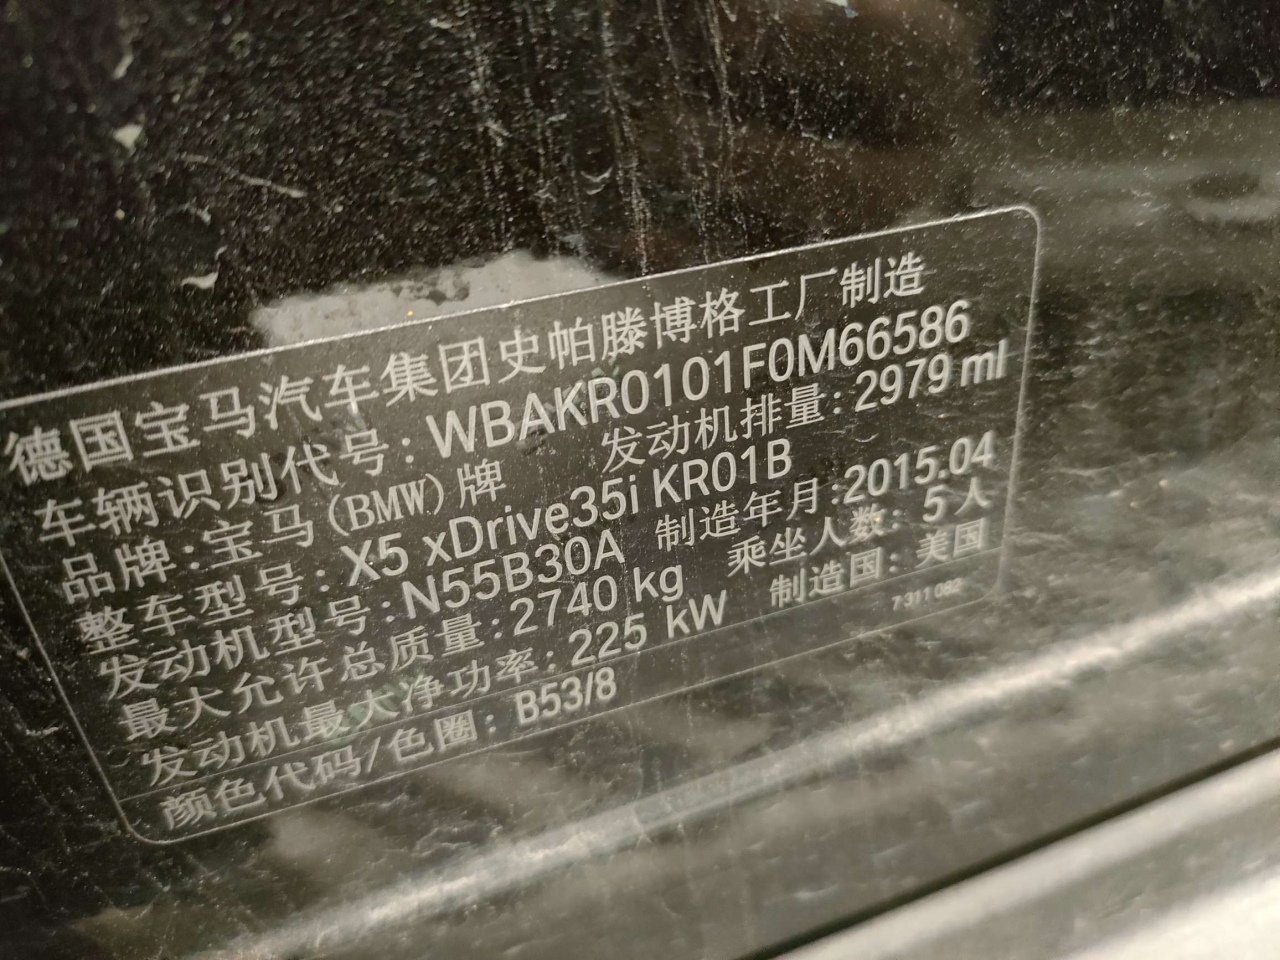 德国宝马汽车集团史帕滕博格工厂制造
车辆识别代号: WBAKR0101F0M66586
品牌:宝马(BMW)牌 发动机排量: 2979 ml
整车型号: X5 xDrive35i KR01B
发动机型号:N55B30A 制造年月:2015.04
最大允许总质量:2740 kg 乘坐人数: 5 人
发动机最大净功率: 225 kW 制造国: 美国
颜色代码/色圈: B53/8 7 311 092